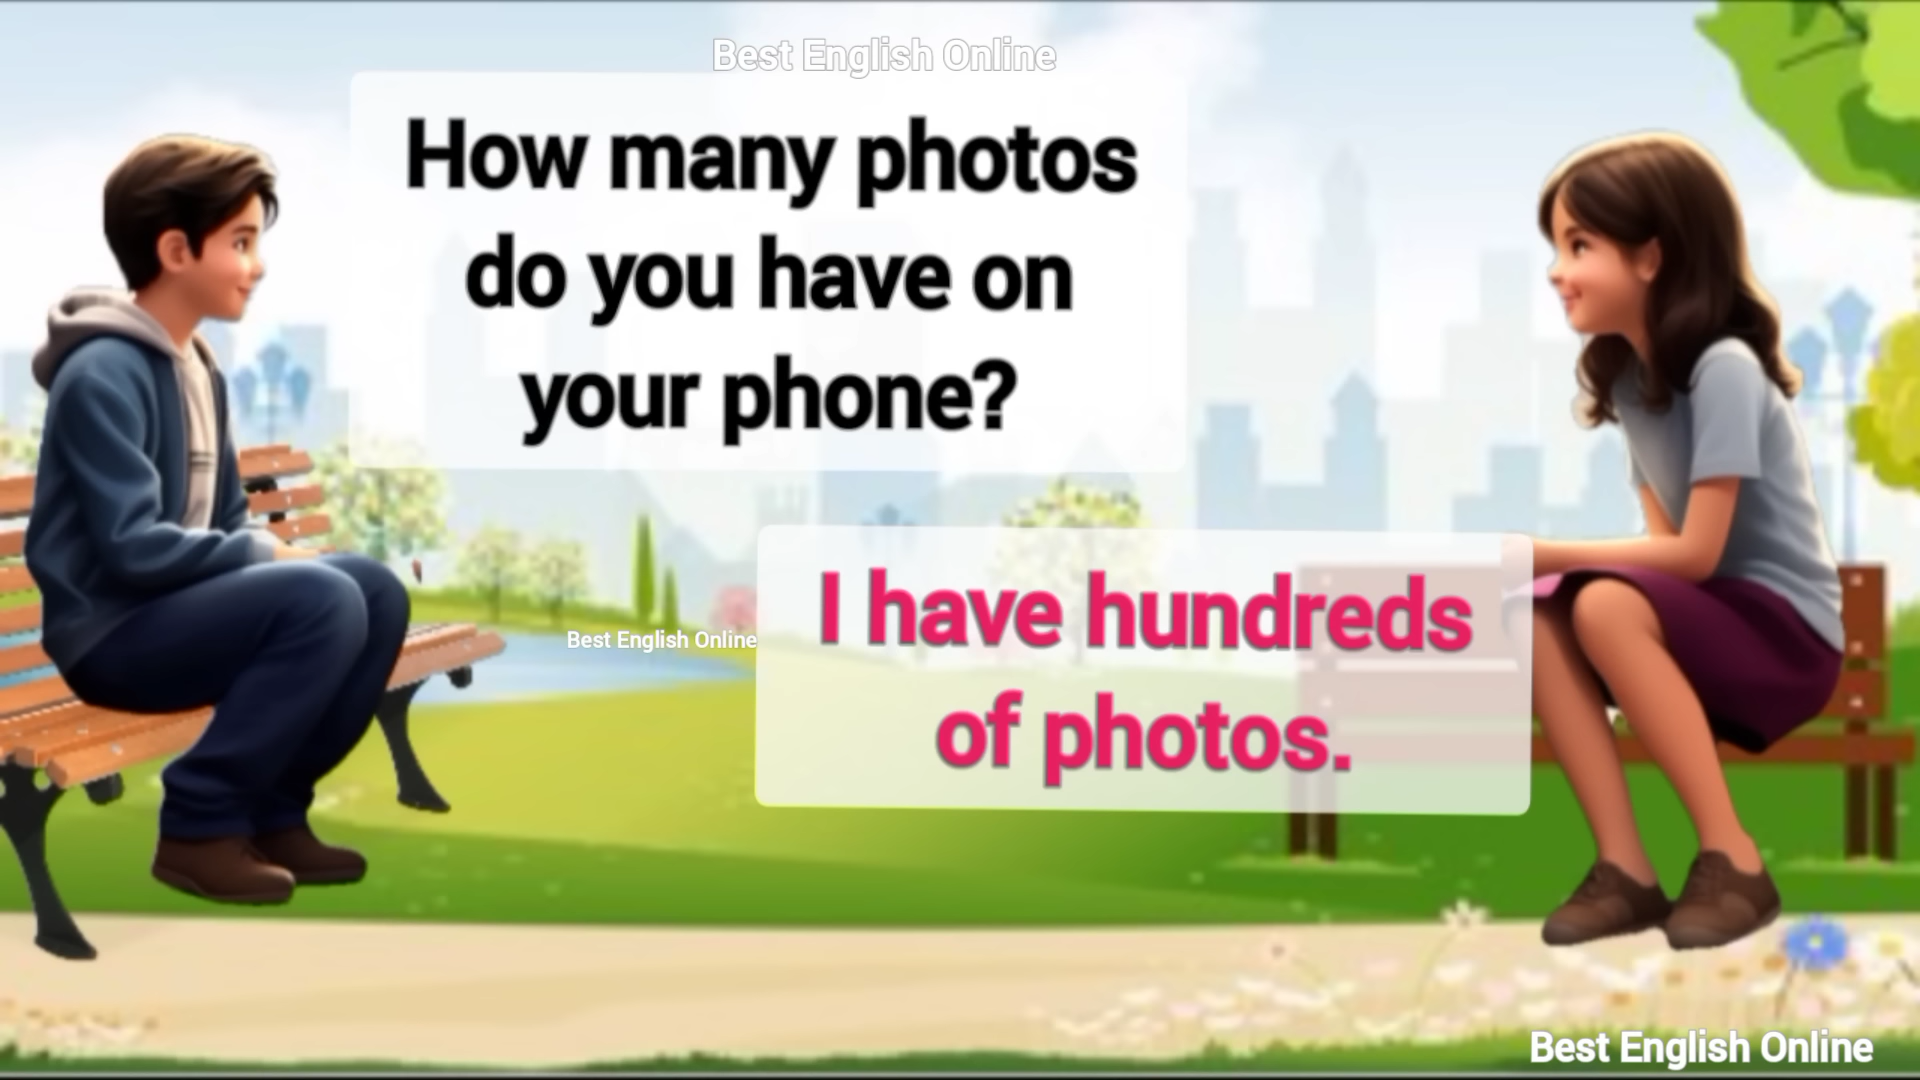 Best English Online
How many photos
do you have on
your phone?
I have hundreds
of photos.
Best English Online
Best English Online